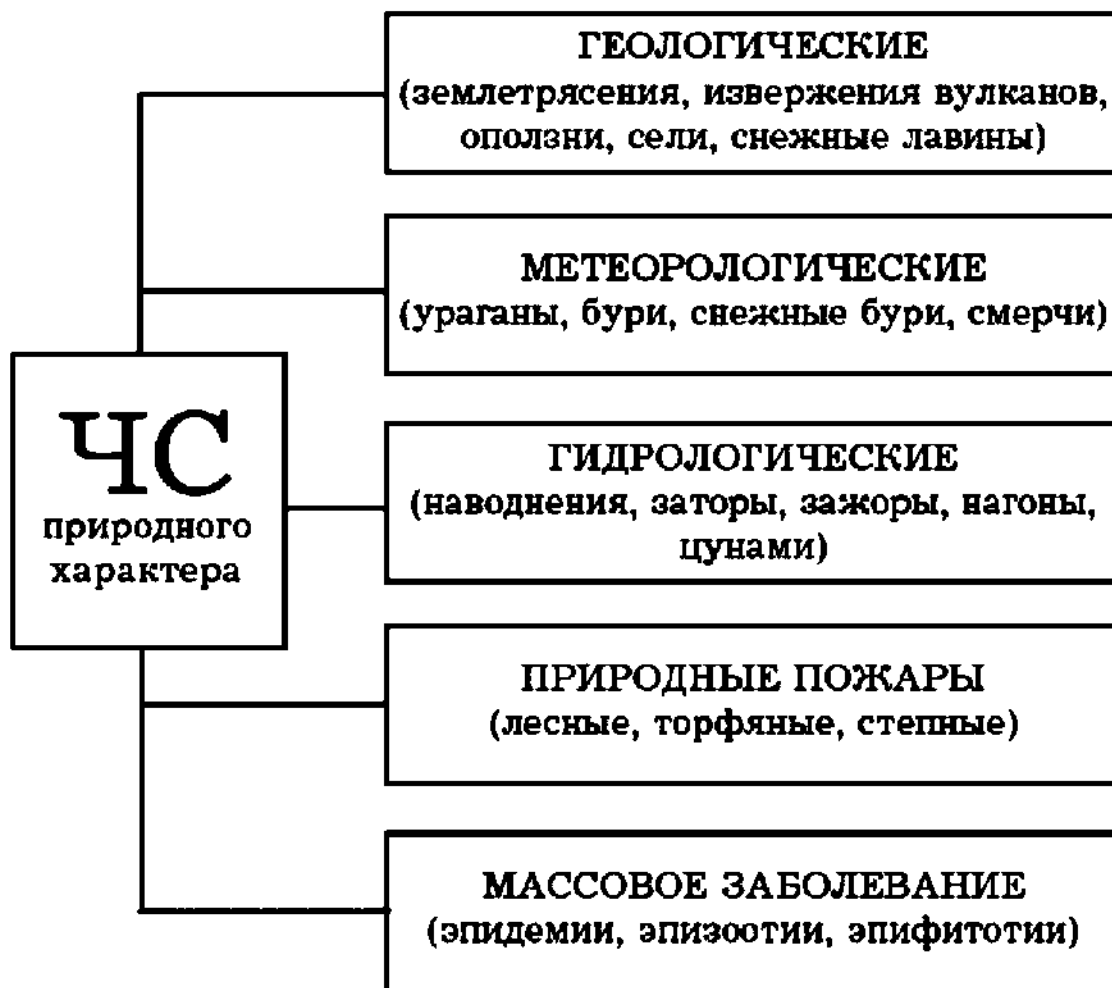 ГЕОЛОГИЧЕСКИЕ
(землетрясения, извержения вулканов,
оползни, сели, снежные лавины)
МЕТЕОРОЛОГИЧЕСКИЕ
(ураганы, бури, снежные бури, смерчи)
ЧС
природного
характера
ГИДРОЛОГИЧЕСКИЕ
(наводнения, заторы, зажоры, нагоны,
цунами)
ПРИРОДНЫЕ ПОЖАРЫ
(лесные, торфяные, степные)
МАССОВОЕ ЗАБОЛЕВАНИЕ
(эпидемии, эпизоотии, эпифитотии)